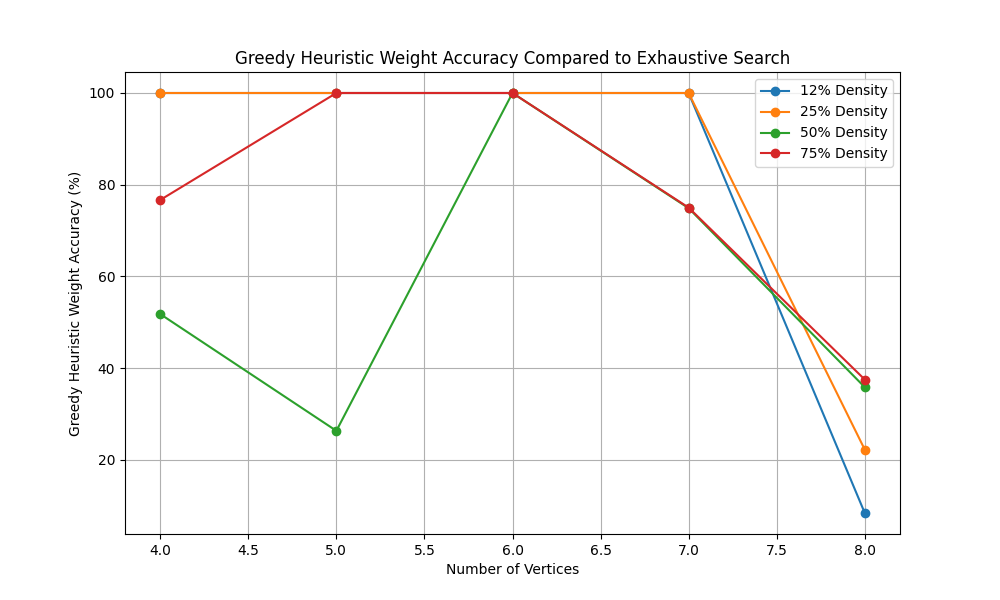 Greedy Heuristic Weight Accuracy Compared to Exhaustive Search
Greedy Heuristic Weight Accuracy (%)
100
80
60
40
20
12% Density
25% Density
50% Density
75% Density
4.0 4.5 5.0 5.5 6.0 6.5 7.0 7.5 8.0
Number of Vertices